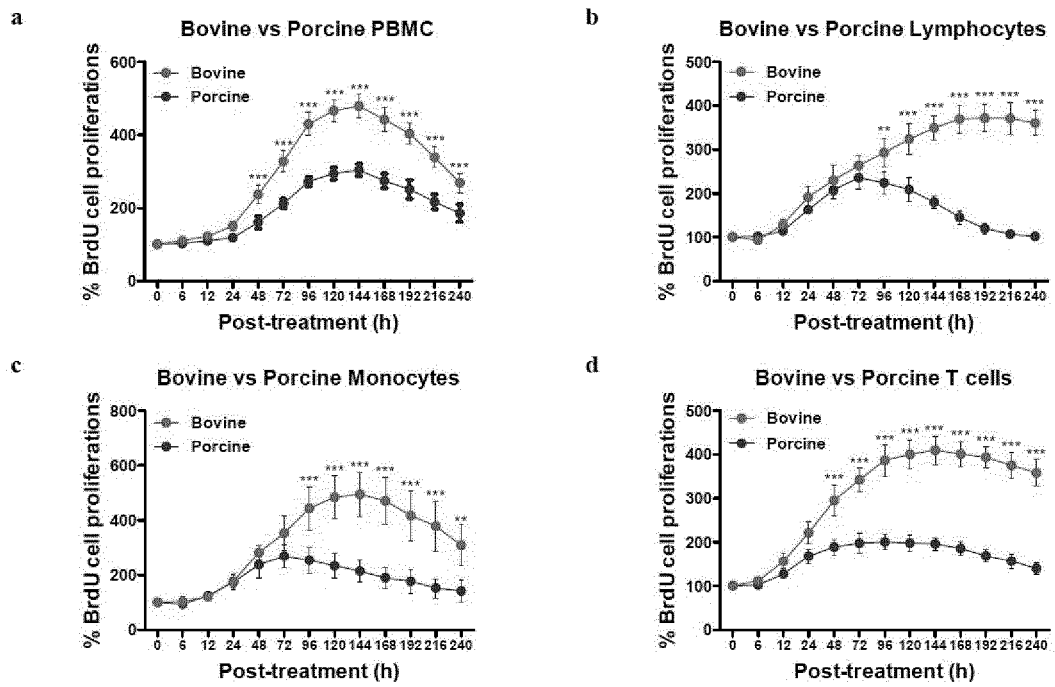 a
Bovine vs Porcine PBMC
% BrdU cell proliferations
600
400
200
0
Bovine
Porcine
*** *** *** *** *** *** *** *** ***
0 6 12 24 48 72 96 120 144 168 192 216 240
Post-treatment (h)
b
Bovine vs Porcine Lymphocytes
% BrdU cell proliferations
500
400
300
200
100
0
Bovine
Porcine
** *** *** *** *** *** ***
0 6 12 24 48 72 96 120 144 168 192 216 240
Post-treatment (h)
c
Bovine vs Porcine Monocytes
% BrdU cell proliferations
800
600
400
200
0
Bovine
Porcine
*** *** *** *** *** *** **
0 6 12 24 48 72 96 120 144 168 192 216 240
Post-treatment (h)
d
Bovine vs Porcine T cells
% BrdU cell proliferations
500
400
300
200
100
0
Bovine
Porcine
*** *** *** *** *** *** *** *** ***
0 6 12 24 48 72 96 120 144 168 192 216 240
Post-treatment (h)